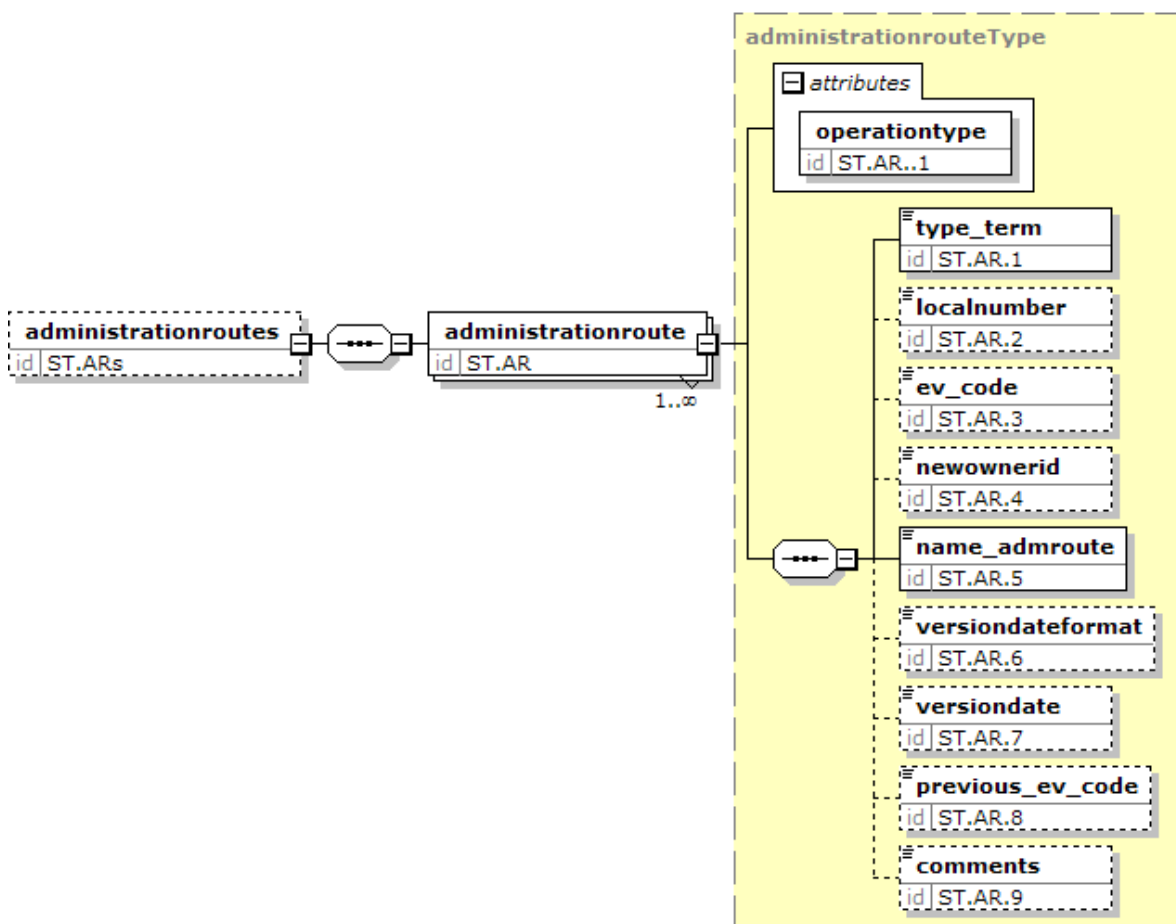 administrationrouteType
attributes
operationtype
id ST.AR..1
type_term
id ST.AR.1
localnumber
id ST.AR.2
administrationroutes
id ST.ARs
administrationroute
id ST.AR
1..∞
ev_code
id ST.AR.3
newownerid
id ST.AR.4
name_admroute
id ST.AR.5
versiondateformat
id ST.AR.6
versiondate
id ST.AR.7
previous_ev_code
id ST.AR.8
comments
id ST.AR.9